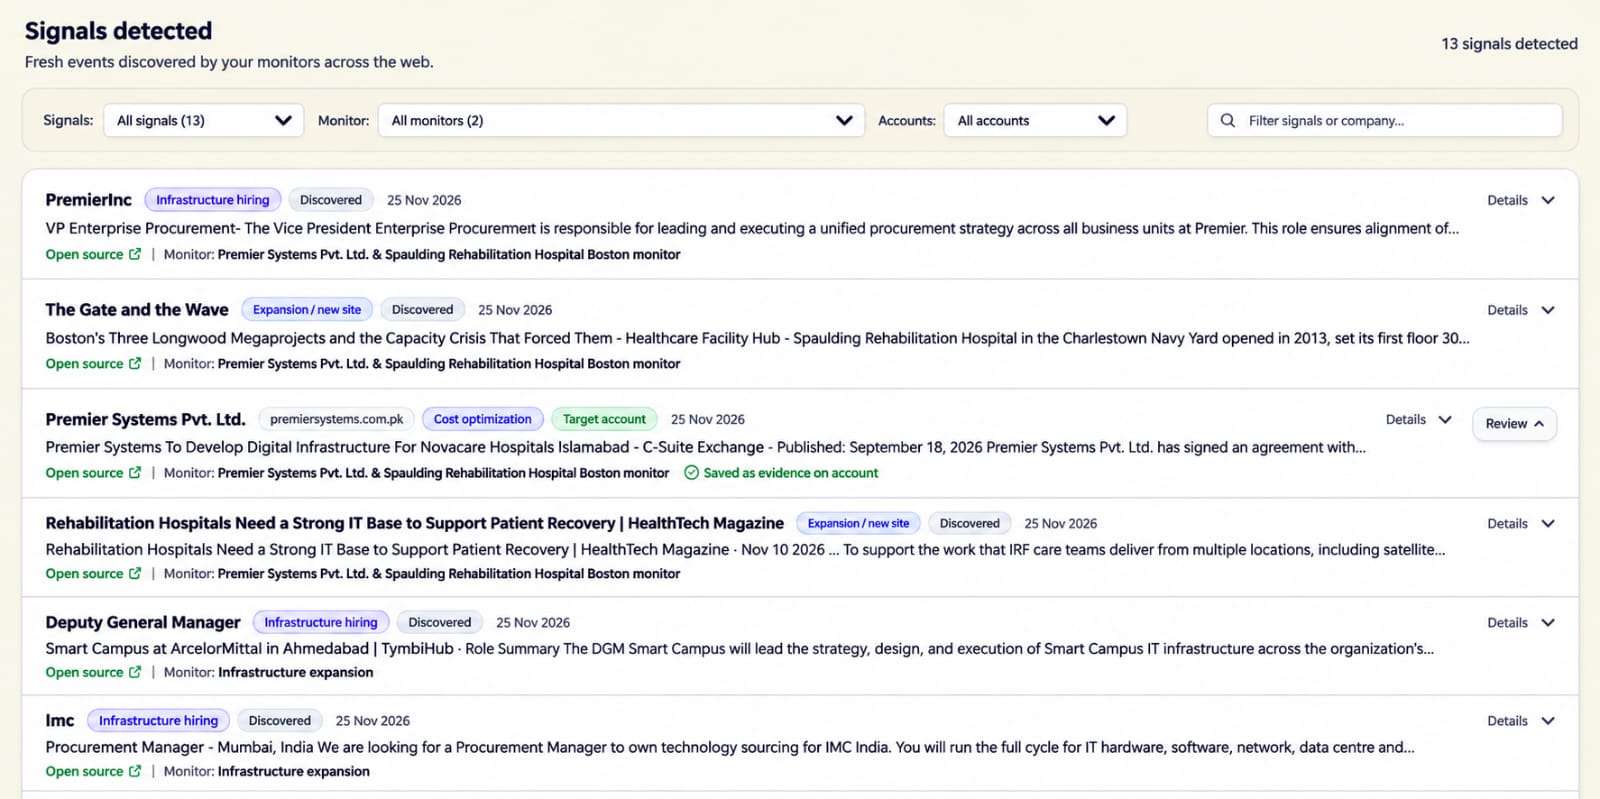 Signals detected
Fresh events discovered by your monitors across the web.
13 signals detected
Signals: All signals (13) Monitor: All monitors (2) Accounts: All accounts Filter signals or company...
PremierInc Infrastructure hiring Discovered 25 Nov 2026 Details
VP Enterprise Procurement- The Vice President Enterprise Procuremeit is responsible for leading and executing a unified procurement strategy across all business units at Premier. This role ensures alignment of...
Open source | Monitor: Premier Systems Pvt. Ltd. & Spaulding Rehabilitation Hospital Boston monitor
The Gate and the Wave Expansion / new site Discovered 25 Nov 2026 Details
Boston's Three Longwood Megaprojects and the Capacity Crisis That Forced Them - Healthcare Facility Hub - Spaulding Rehabilitation Hospital in the Charlestown Navy Yard opened in 2013, set its first floor 30...
Open source | Monitor: Premier Systems Pvt. Ltd. & Spaulding Rehabilitation Hospital Boston monitor
Premier Systems Pvt. Ltd. premiersystems.com.pk Cost optimization Target account 25 Nov 2026 Details Review
Premier Systems To Develop Digital Infrastructure For Novacare Hospitals Islamabad - C-Suite Exchange - Published: September 18, 2026 Premier Systems Pvt. Ltd. has signed an agreement with...
Open source | Monitor: Premier Systems Pvt. Ltd. & Spaulding Rehabilitation Hospital Boston monitor Saved as evidence on account
Rehabilitation Hospitals Need a Strong IT Base to Support Patient Recovery | HealthTech Magazine Expansion / new site Discovered 25 Nov 2026 Details
Rehabilitation Hospitals Need a Strong IT Base to Support Patient Recovery | HealthTech Magazine · Nov 10 2026 ... To support the work that IRF care teams deliver from multiple locations, including satellite...
Open source | Monitor: Premier Systems Pvt. Ltd. & Spaulding Rehabilitation Hospital Boston monitor
Deputy General Manager Infrastructure hiring Discovered 25 Nov 2026 Details
Smart Campus at ArcelorMittal in Ahmedabad | TymbiHub · Role Summary The DGM Smart Campus will lead the strategy, design, and execution of Smart Campus IT infrastructure across the organization's...
Open source | Monitor: Infrastructure expansion
Imc Infrastructure hiring Discovered 25 Nov 2026 Details
Procurement Manager - Mumbai, India We are looking for a Procurement Manager to own technology sourcing for IMC India. You will run the full cycle for IT hardware, software, network, data centre and...
Open source | Monitor: Infrastructure expansion